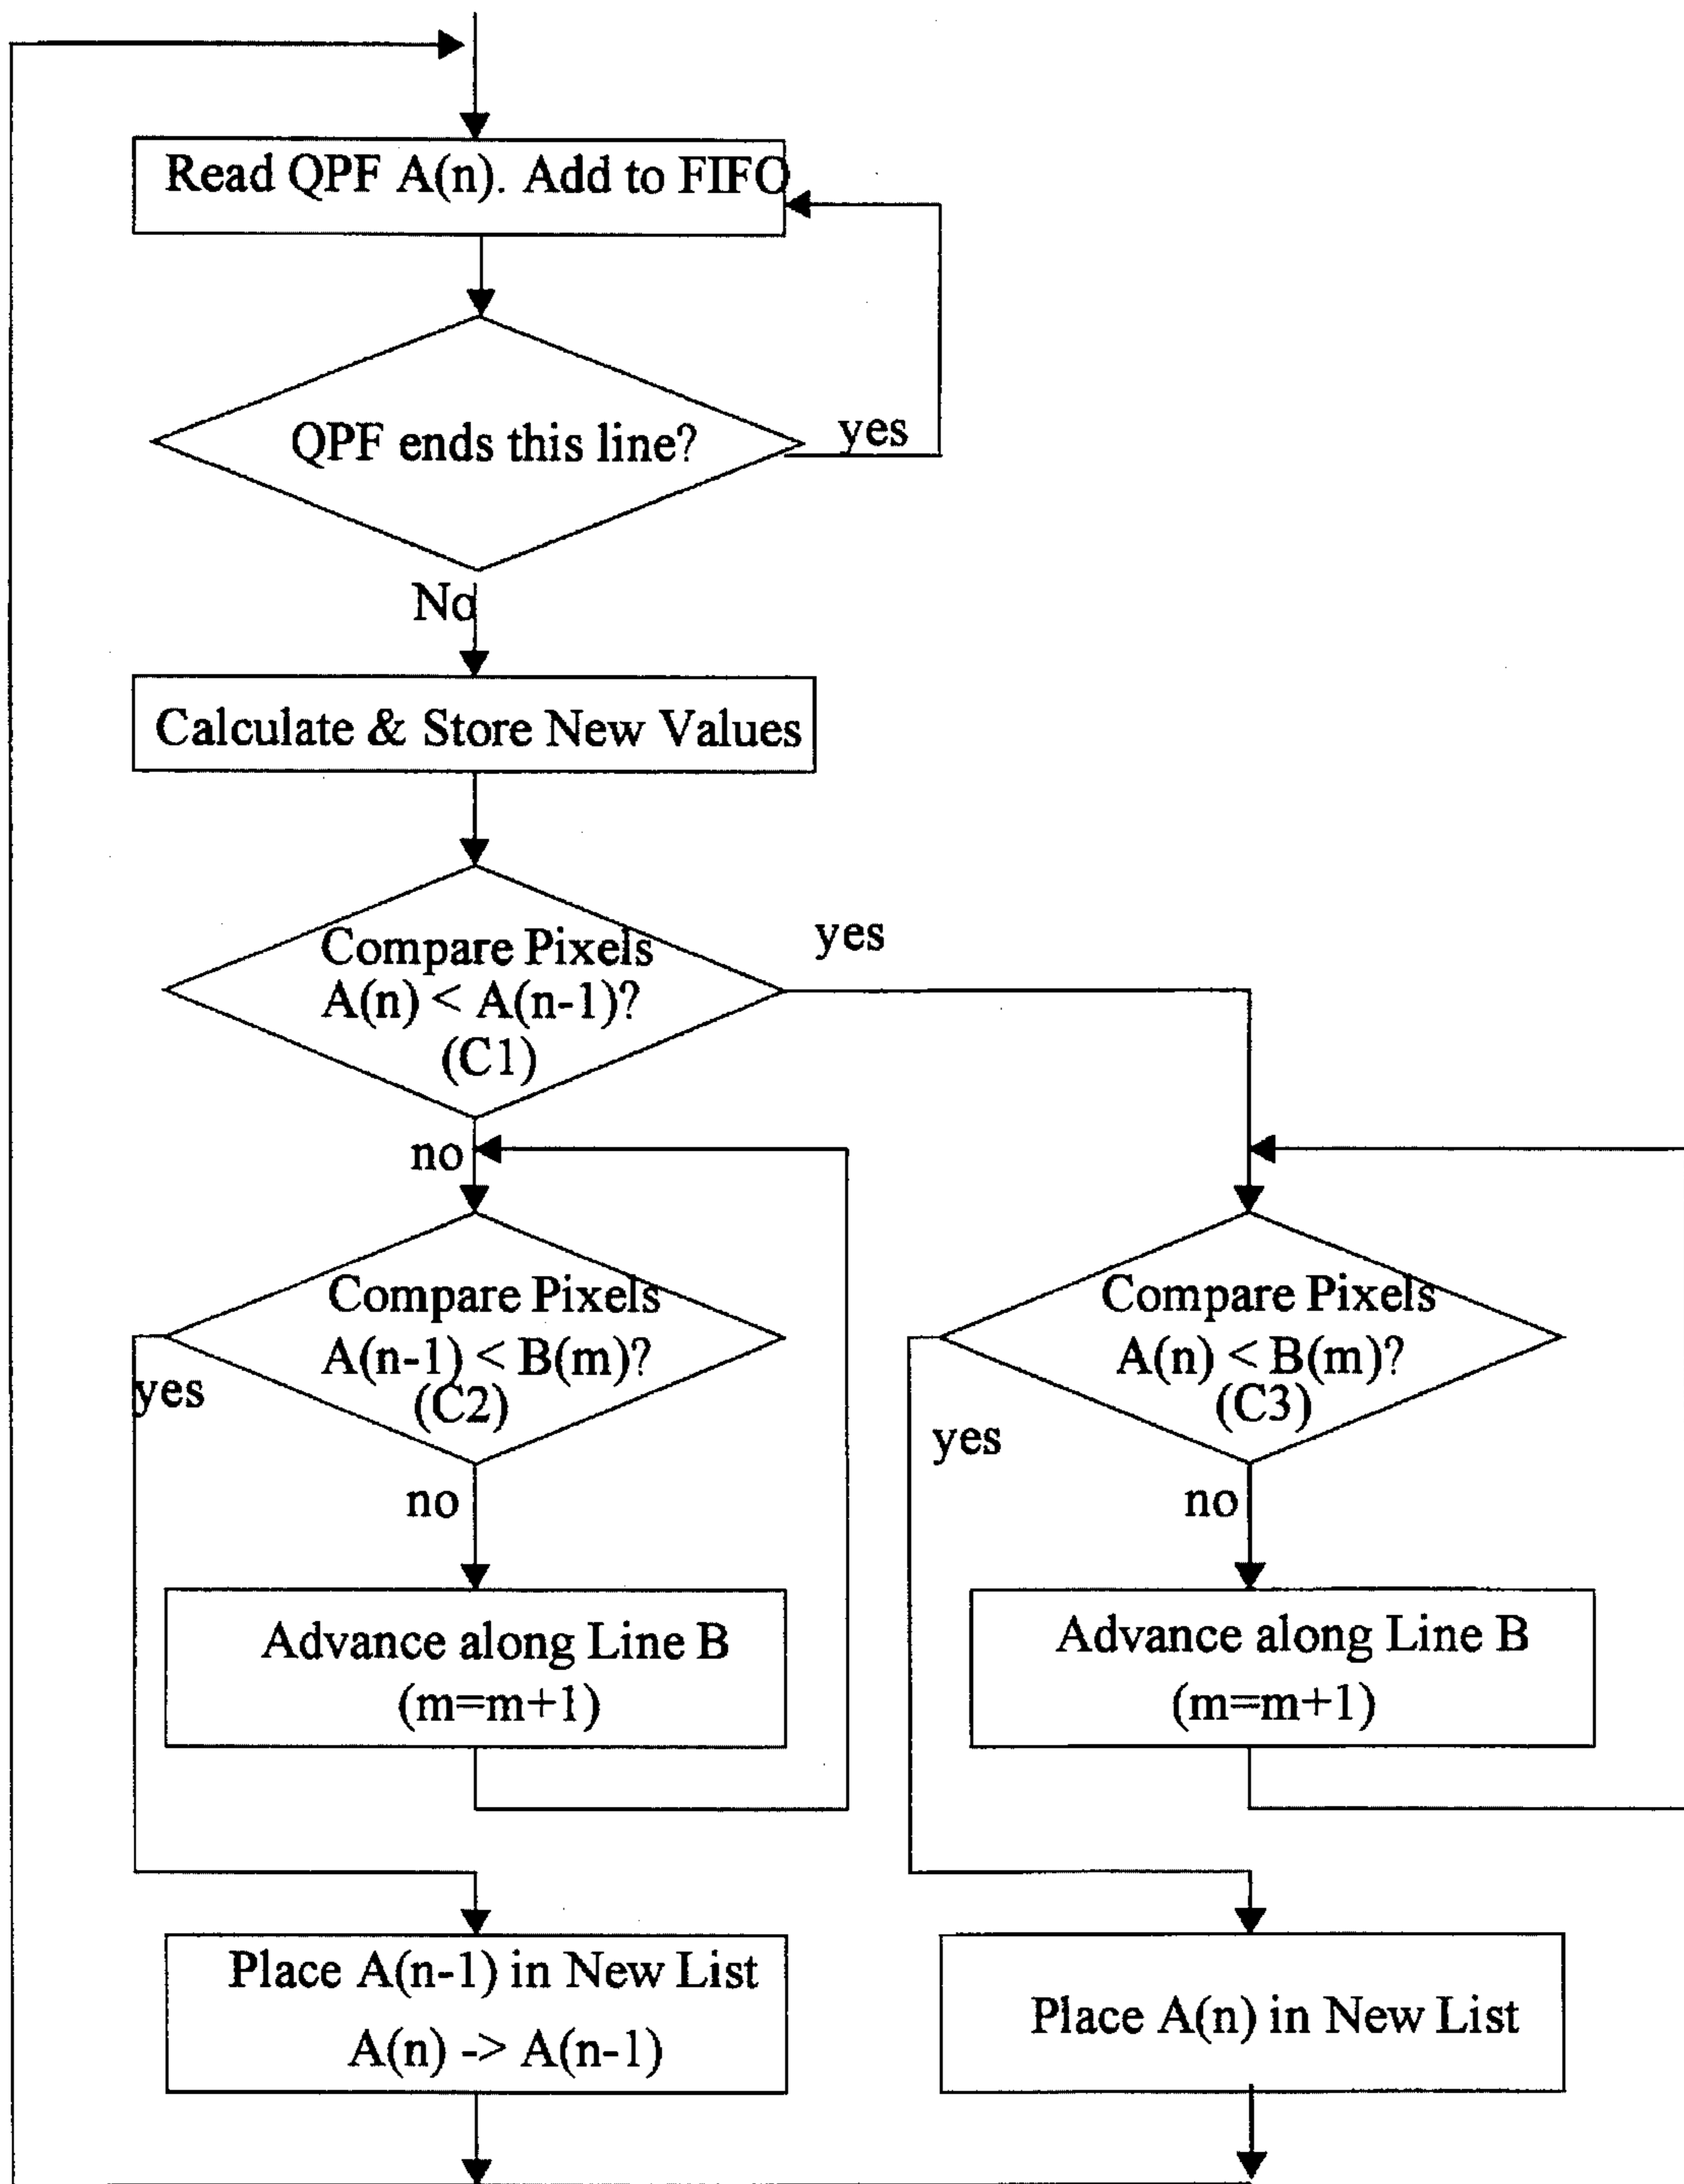 Read QPF A(n). Add to FIFO
QPF ends this line?
yes
No
Calculate & Store New Values
Compare Pixels
A(n) < A(n-1)?
(C1)
yes
no
Compare Pixels
A(n-1) < B(m)?
(C2)
yes
no
Compare Pixels
A(n) < B(m)?
(C3)
yes
no
Advance along Line B
(m=m+1)
Advance along Line B
(m=m+1)
Place A(n-1) in New List
A(n) -> A(n-1)
Place A(n) in New List